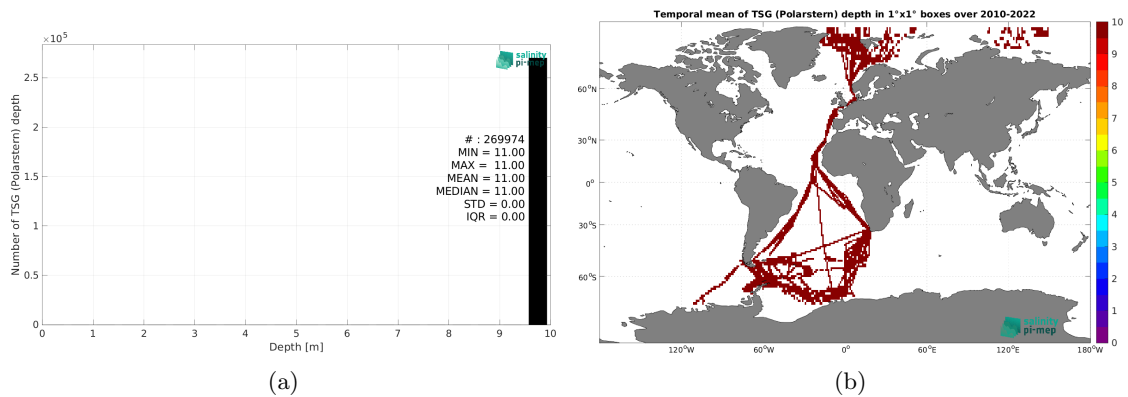 ×10⁵
2.5
2
1.5
1
0.5
0
Number of TSG (Polarstern) depth
salinity
pi-mep
# : 269974
MIN = 11.00
MAX = 11.00
MEAN = 11.00
MEDIAN = 11.00
STD = 0.00
IQR = 0.00
0 1 2 3 4 5 6 7 8 9 10
Depth [m]
(a)
Temporal mean of TSG (Polarstern) depth in 1°x1° boxes over 2010-2022
60°N
30°N
0°
30°S
60°S
120°W 60°W 0° 60°E 120°E 180°W
salinity
pi-mep
10
9
8
7
6
5
4
3
2
1
0
(b)